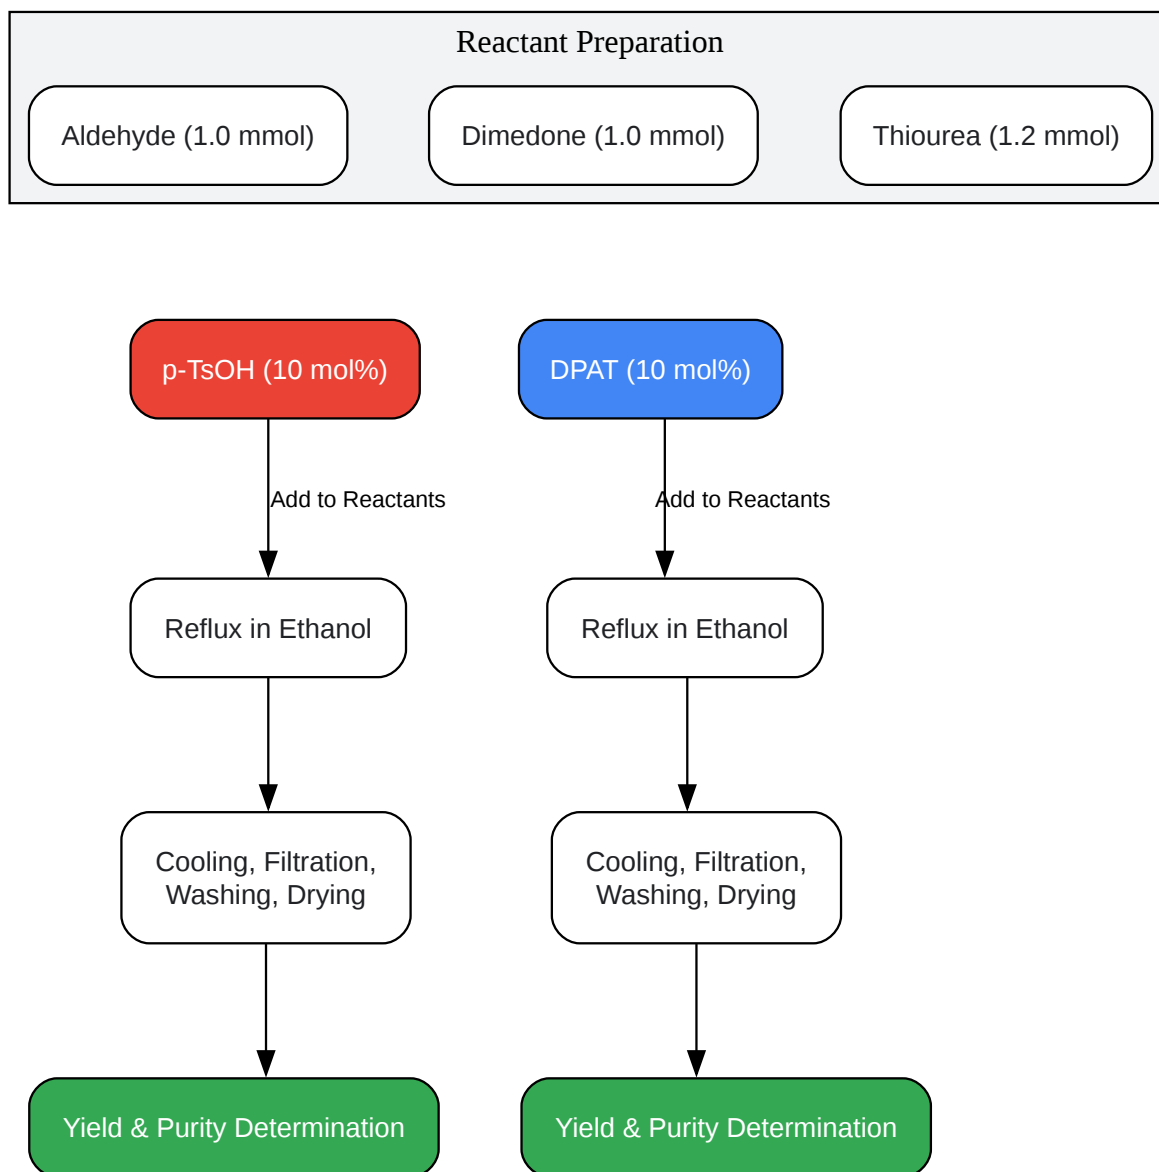 Reactant Preparation
Aldehyde (1.0 mmol)
Dimedone (1.0 mmol)
Thiourea (1.2 mmol)
p-TsOH (10 mol%)
DPAT (10 mol%)
Add to Reactants
Add to Reactants
Reflux in Ethanol
Reflux in Ethanol
Cooling, Filtration,
Washing, Drying
Cooling, Filtration,
Washing, Drying
Yield & Purity Determination
Yield & Purity Determination